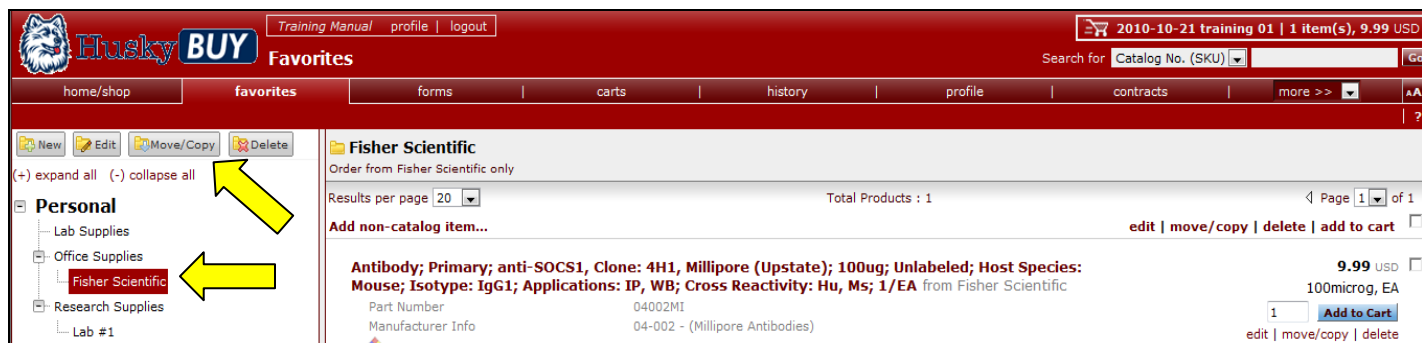 Training Manual profile | logout
2010-10-21 training 01 | 1 item(s), 9.99 USD
Husky BUY Favorites
Search for Catalog No. (SKU) Go
home/shop favorites forms | carts | history | profile | contracts | more >> AA
| ?
New Edit Move/Copy Delete
(+) expand all (-) collapse all
Personal
Lab Supplies
Office Supplies
Fisher Scientific
Research Supplies
Lab #1
Fisher Scientific
Order from Fisher Scientific only
Results per page 20 Total Products : 1 Page 1 of 1
Add non-catalog item... edit | move/copy | delete | add to cart
Antibody; Primary; anti-SOCS1, Clone: 4H1, Millipore (Upstate); 100ug; Unlabeled; Host Species: 9.99 USD
Mouse; Isotype: IgG1; Applications: IP, WB; Cross Reactivity: Hu, Ms; 1/EA from Fisher Scientific 100microg, EA
Part Number 04002MI 1 Add to Cart
Manufacturer Info 04-002 - (Millipore Antibodies) edit | move/copy | delete